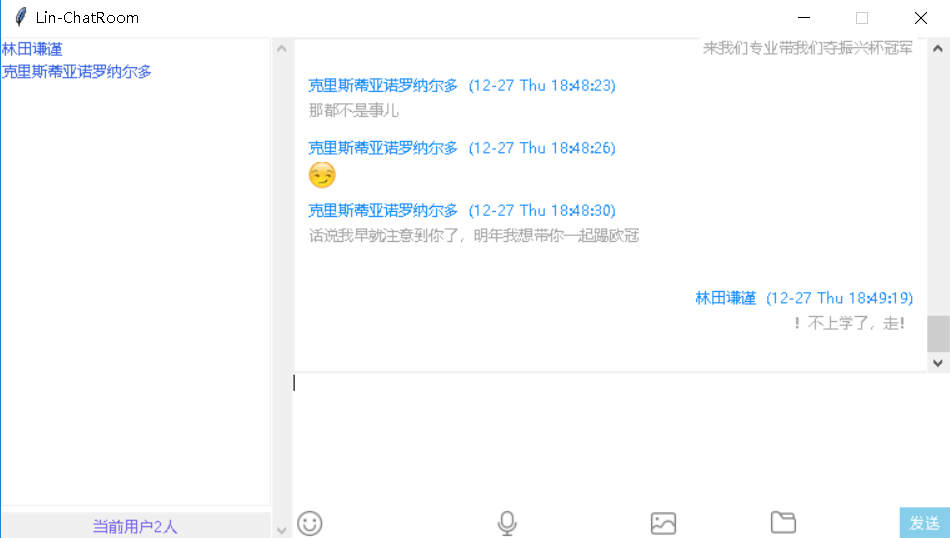 Lin-ChatRoom
林田谦谨
克里斯蒂亚诺罗纳尔多
当前用户2人
来我们专业带我们夺振兴杯冠军
克里斯蒂亚诺罗纳尔多 (12-27 Thu 18:48:23)
那都不是事儿
克里斯蒂亚诺罗纳尔多 (12-27 Thu 18:48:26)
克里斯蒂亚诺罗纳尔多 (12-27 Thu 18:48:30)
话说我早就注意到你了，明年我想带你一起踢欧冠
林田谦谨 (12-27 Thu 18:49:19)
！不上学了，走！
发送